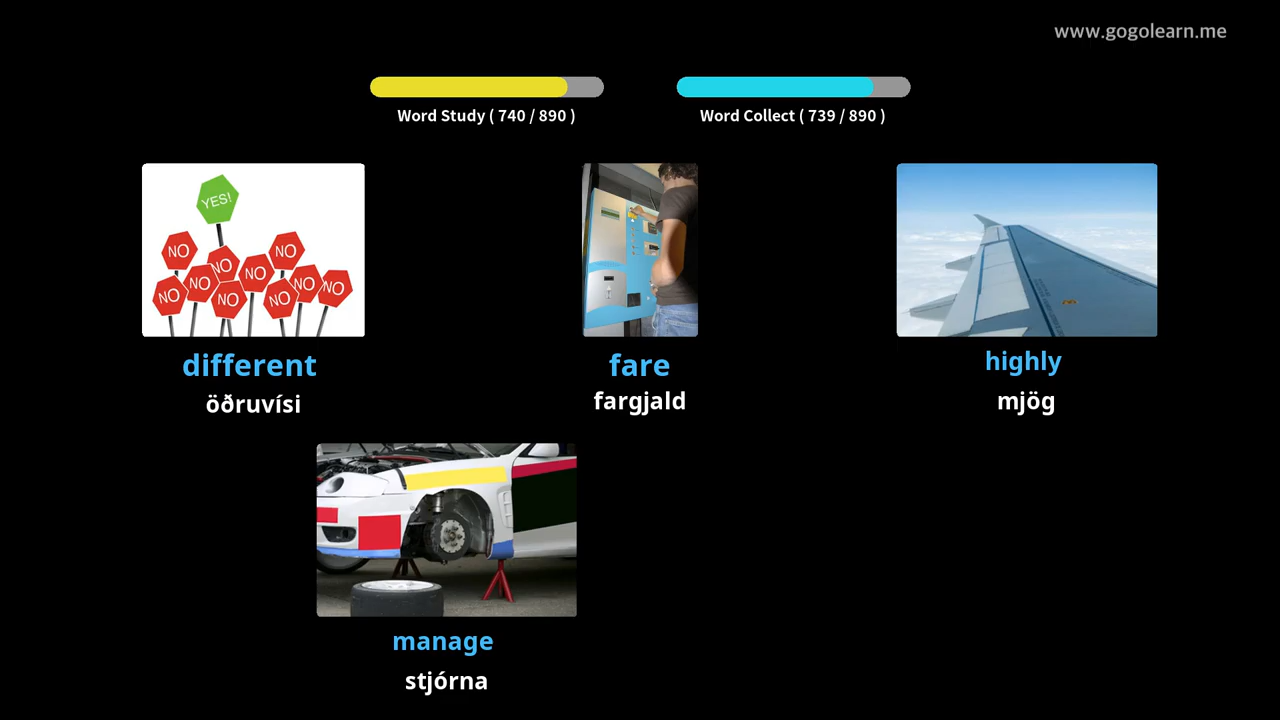 www.gogolearn.me
Word Study ( 740 / 890 )
Word Collect ( 739 / 890 )
YES!
NO
NO
NO
NO
NO
NO
NO
NO
NO
NO
different
öðruvísi
fare
fargjald
highly
mjög
manage
stjórna